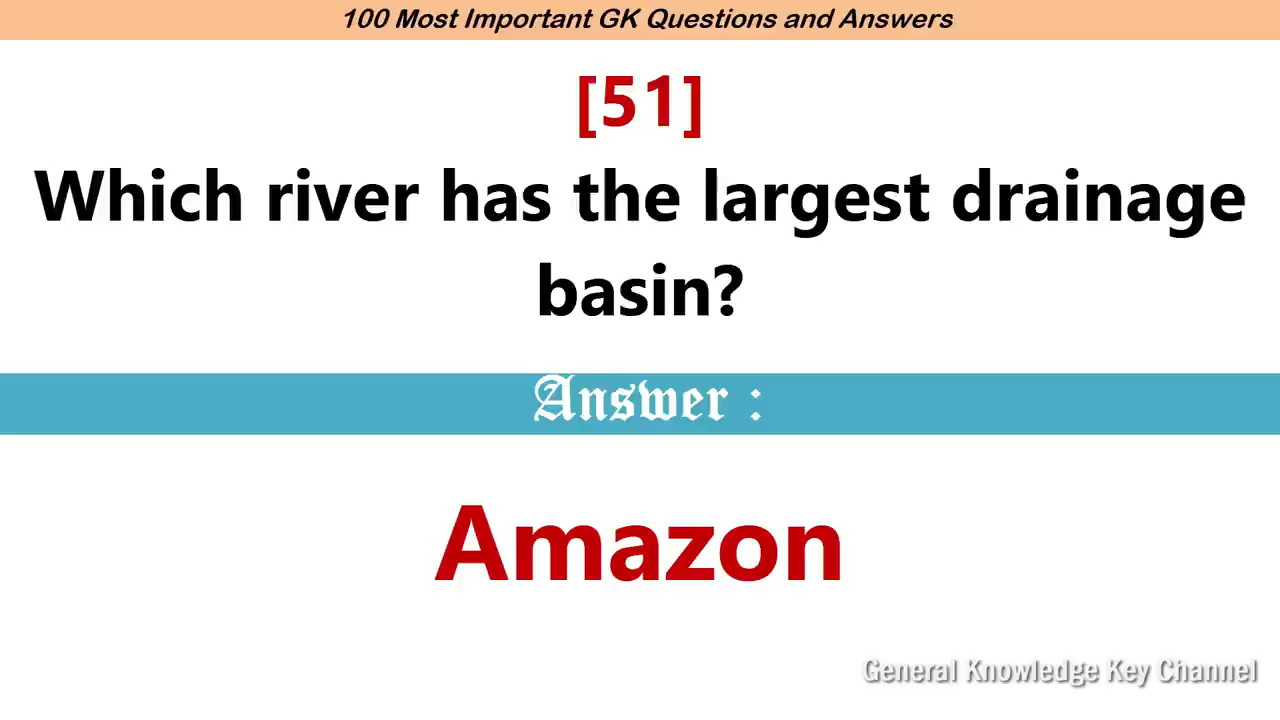 100 Most Important GK Questions and Answers
[51]
Which river has the largest drainage
basin?
Answer :
Amazon
General Knowledge Key Channel